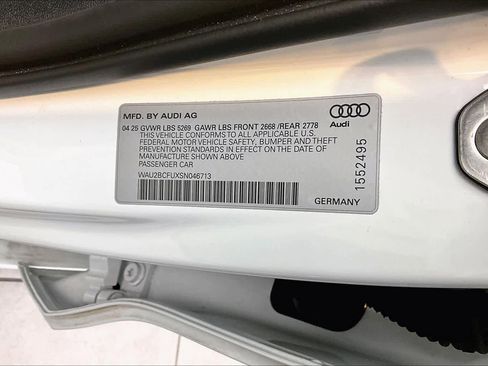 MFD. BY AUDI AG
04 25 GVWR LBS 5269 GAWR LBS FRONT 2668 /REAR 2778
THIS VEHICLE CONFORMS TO ALL APPLICABLE U.S.
FEDERAL MOTOR VEHICLE SAFETY, BUMPER AND THEFT
PREVENTION STANDARDS IN EFFECT ON THE DATE OF
MANUFACTURE SHOWN ABOVE
PASSENGER CAR
WAU2BCFUXSN046713
Audi
1552495
GERMANY